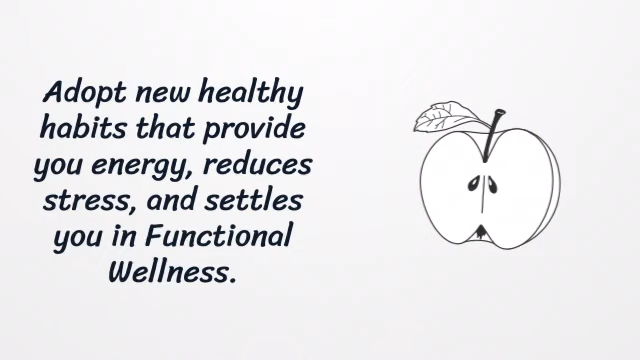 Adopt new healthy
habits that provide
you energy, reduces
stress, and settles
you in Functional
Wellness.